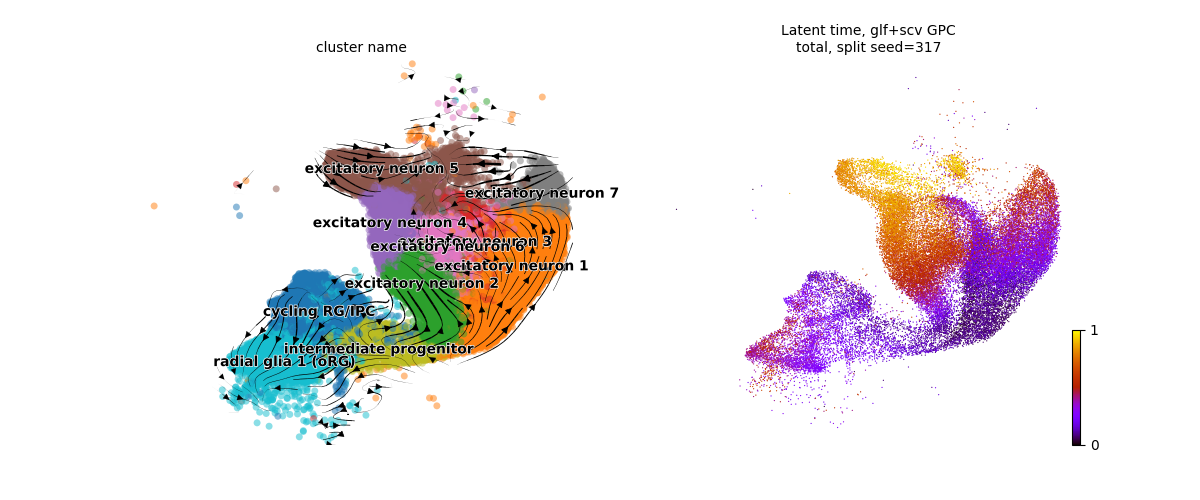 cluster name
Latent time, glf+scv GPC
total, split seed=317
excitatory neuron 5
excitatory neuron 7
excitatory neuron 4
excitatory neuron 3
excitatory neuron 6
excitatory neuron 1
excitatory neuron 2
cycling RG/IPC
intermediate progenitor
radial glia 1 (oRG)
1
0